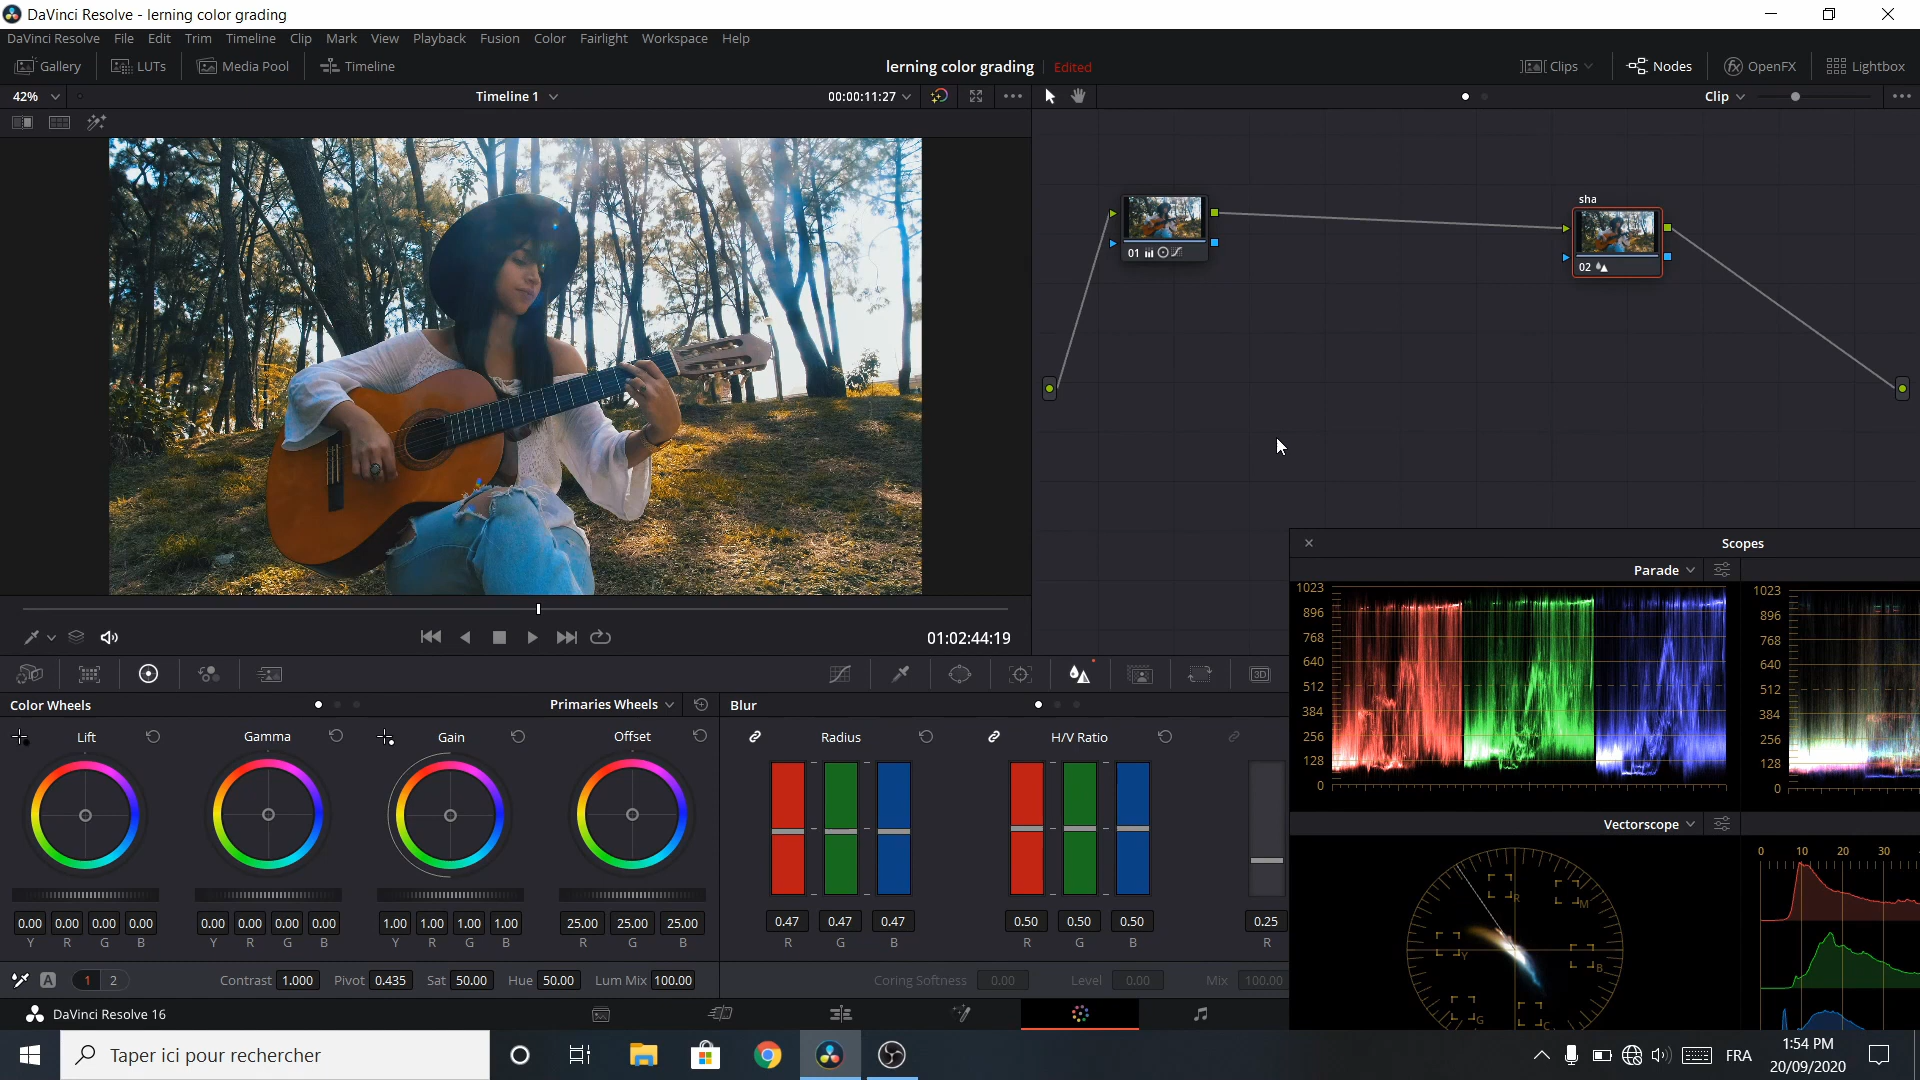 DaVinci Resolve - lerning color grading
DaVinci Resolve File Edit Trim Timeline Clip Mark View Playback Fusion Color Fairlight Workspace Help
Gallery LUTs Media Pool Timeline lerning color grading Edited Clips Nodes OpenFX Lightbox
42% Timeline 1 00:00:11:27 Clip
sha
01
02
01:02:44:19
Scopes
Parade
1023 896 768 640 512 384 256 128 0
1023 896 768 640 512 384 256 128 0
Color Wheels Primaries Wheels Blur
Lift Gamma Gain Offset Radius H/V Ratio
0.00 0.00 0.00 0.00 0.00 0.00 0.00 0.00 1.00 1.00 1.00 1.00 25.00 25.00 25.00 0.47 0.47 0.47 0.50 0.50 0.50 0.25
Y R G B Y R G B Y R G B R G B R G B R G B R
Vectorscope
R M Y B G C
0 10 20 30
A 1 2 Contrast 1.000 Pivot 0.435 Sat 50.00 Hue 50.00 Lum Mix 100.00 Coring Softness 0.00 Level 0.00 Mix 100.00
DaVinci Resolve 16
Taper ici pour rechercher
FRA
1:54 PM
20/09/2020